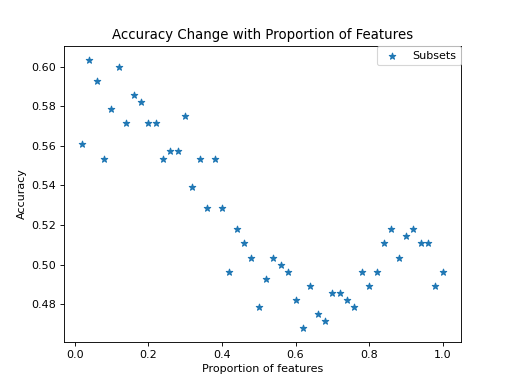 Accuracy Change with Proportion of Features
Subsets
0.60
0.58
0.56
0.54
0.52
0.50
0.48
Accuracy
0.0 0.2 0.4 0.6 0.8 1.0
Proportion of features